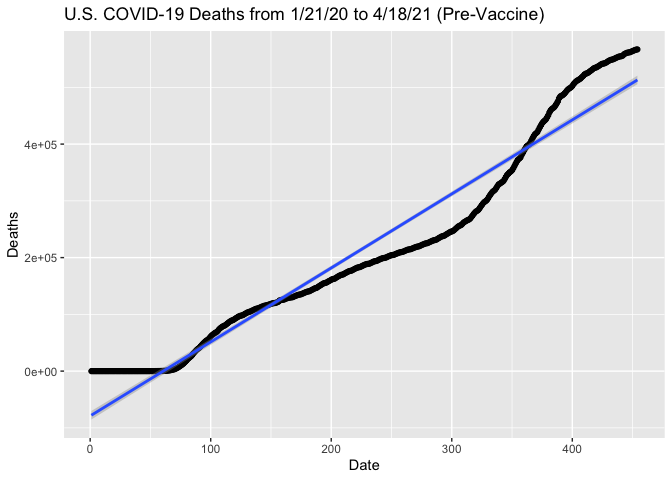 U.S. COVID-19 Deaths from 1/21/20 to 4/18/21 (Pre-Vaccine)
Deaths
4e+05
2e+05
0e+00
0 100 200 300 400
Date